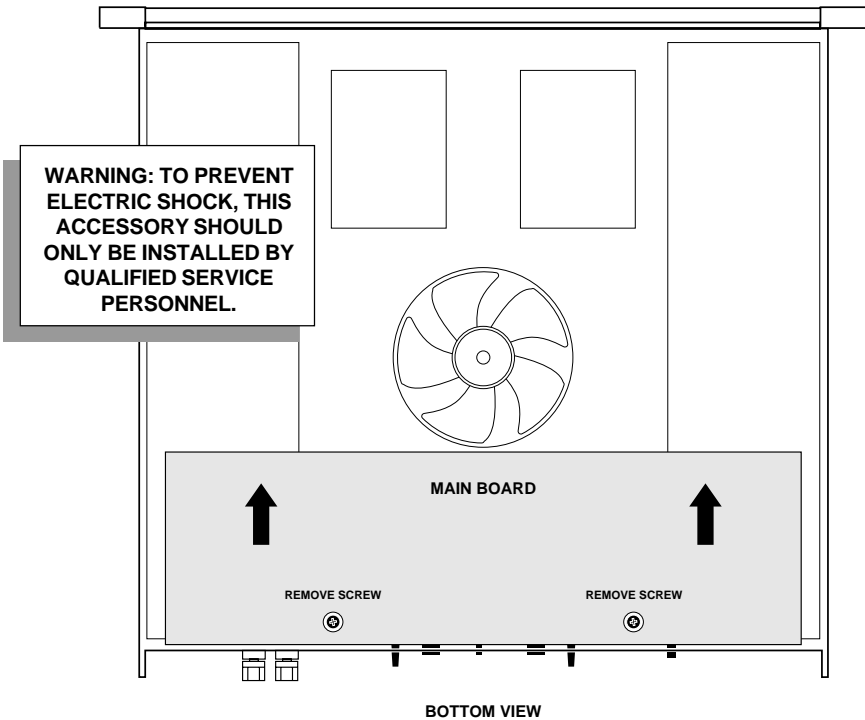 WARNING: TO PREVENT
ELECTRIC SHOCK, THIS
ACCESSORY SHOULD
ONLY BE INSTALLED BY
QUALIFIED SERVICE
PERSONNEL.
MAIN BOARD
REMOVE SCREW
REMOVE SCREW
BOTTOM VIEW